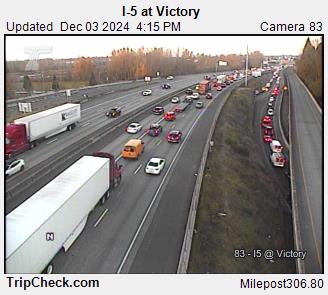 I-5 at Victory
Updated Dec 03 2024 4:15 PM Camera 83
83 - I5 @ Victory
TripCheck.com Milepost306.80